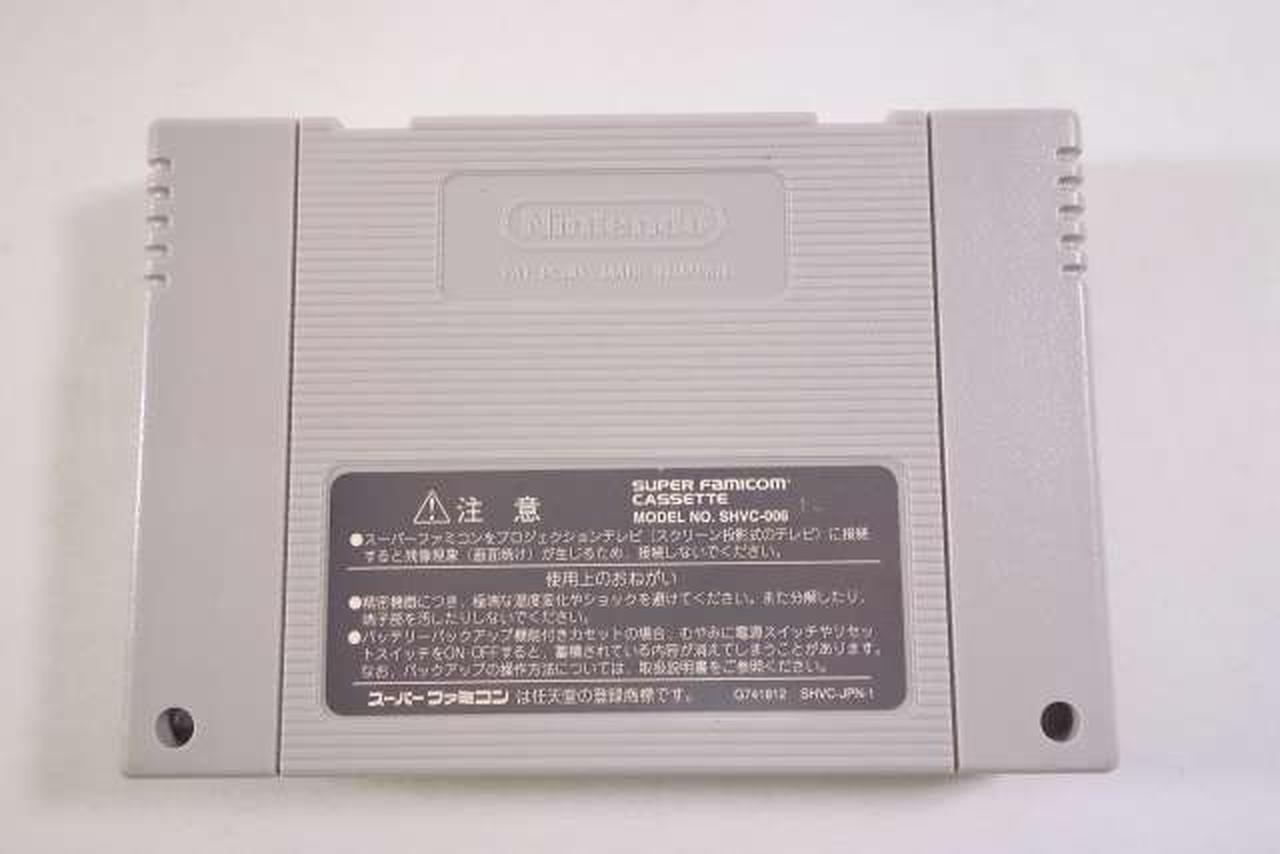 Nintendo
PAT. PEND. MADE IN JAPAN
注 意
SUPER FAMICOM
CASSETTE
MODEL NO. SHVC-006
●スーパーファミコンをプロジェクションテレビ(スクリーン投影式のテレビ)に接続
すると残像現象(画面焼け)が生じるため、接続しないでください。
使用上のおねがい
●精密機器につき、極端な温度変化やショックを避けてください。また分解したり、
端子部を汚したりしないでください。
●バッテリーバックアップ機能付きカセットの場合、むやみに電源スイッチやリセッ
トスイッチをON OFFすると、蓄積されている内容が消えてしまうことがあります。
なお、バックアップの操作方法については、取扱説明書をご参照ください。
スーパーファミコン は任天堂の登録商標です。 G741812 SHVC-JPN-1